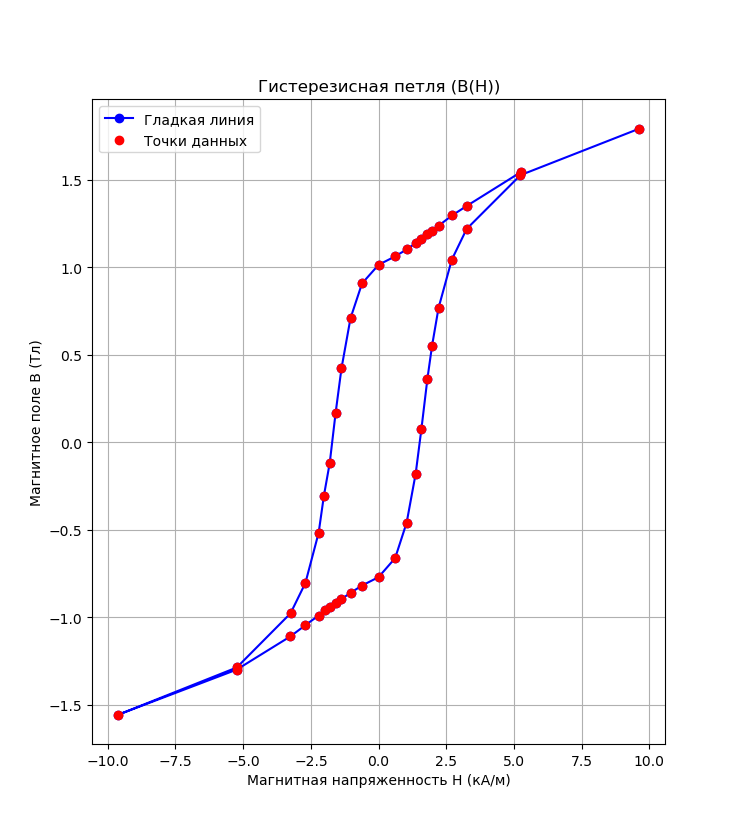 Гистерезисная петля (B(H))
Гладкая линия
Точки данных
1.5
1.0
0.5
0.0
−0.5
−1.0
−1.5
Магнитное поле B (Тл)
−10.0 −7.5 −5.0 −2.5 0.0 2.5 5.0 7.5 10.0
Магнитная напряженность H (кА/м)